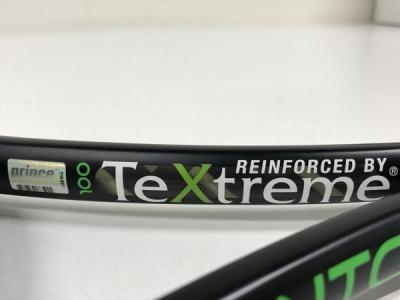 prince
100
REINFORCED BY
TeXtreme®